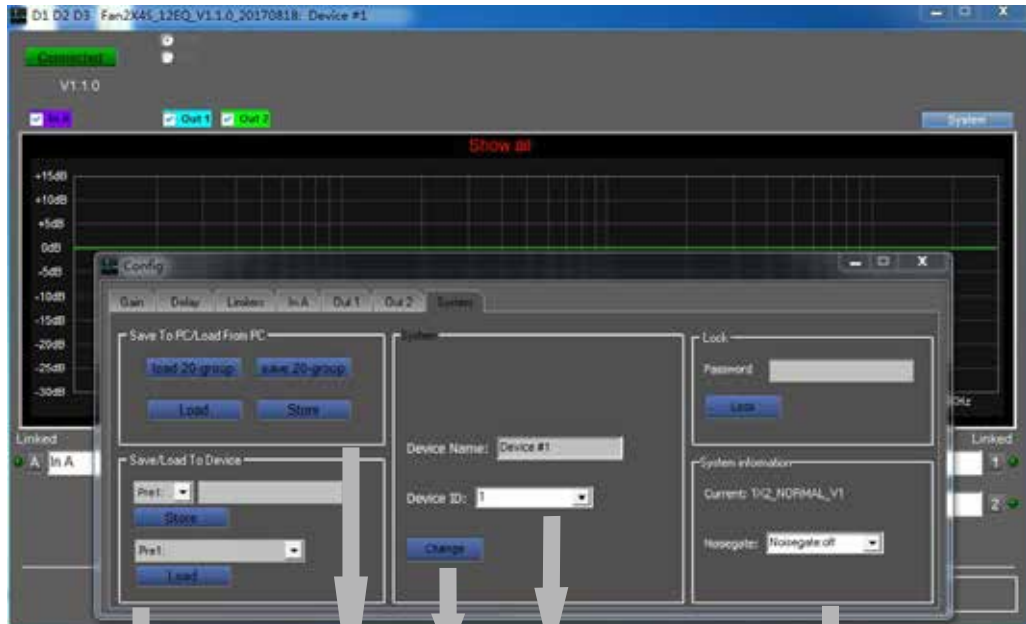 D1 D2 D3 Fan2X4S_12EQ_V1.1.0_20170818: Device #1
Connected
V1.1.0
In A Out 1 Out 2 System
Show all
+15dB
+10dB
+5dB
0dB
-5dB
-10dB
-15dB
-20dB
-25dB
-30dB
Config
Gain Delay Linkers In A Out 1 Out 2 System
Save To PC/Load From PC
load 20-group save 20-group
Load Store
System
Device Name: Device #1
Device ID: 1
Change
Lock
Password
Lock
Save/Load To Device
Pre1:
Store
Pre1:
Load
System information
Current: 1X2_NORMAL_V1
Noisegate: Noisegate off
Linked
A In A
Linked
1
2